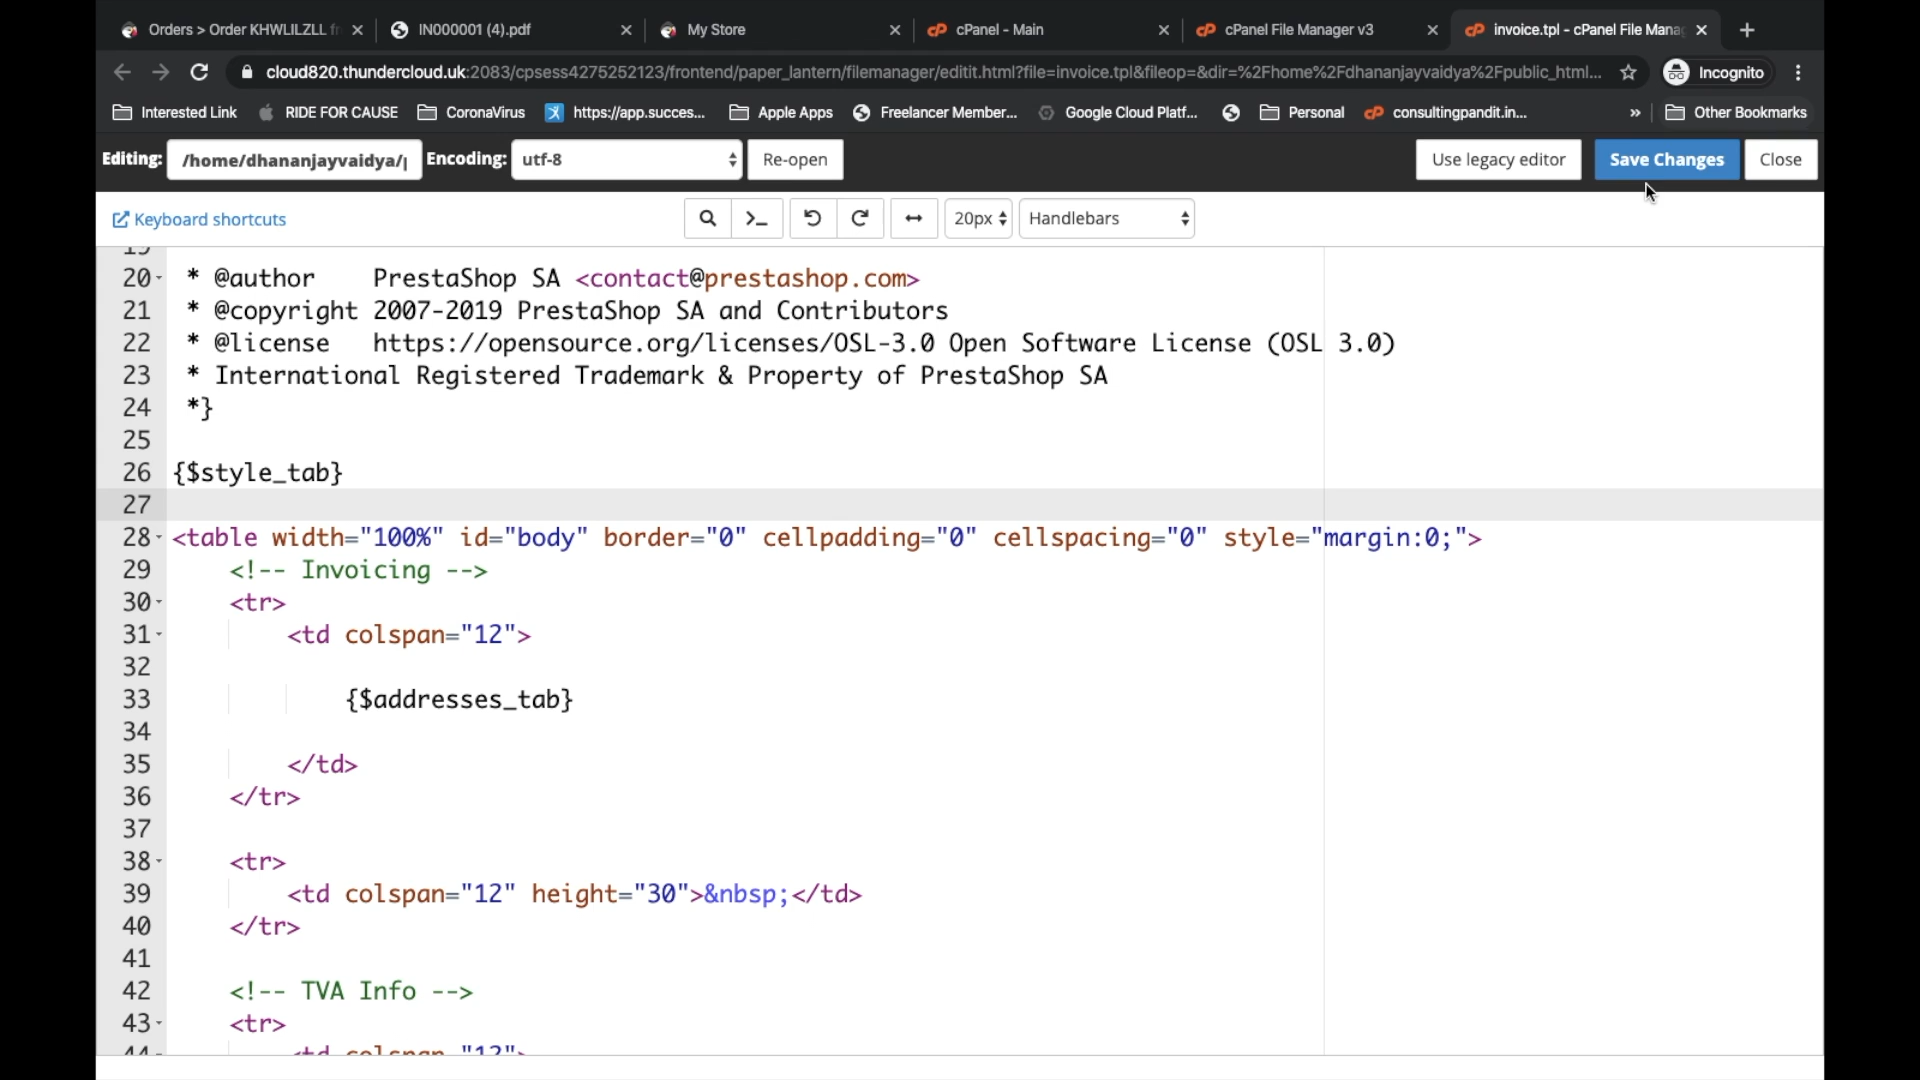 Orders > Order KHWLILZLL fr
IN000001 (4).pdf
My Store
cPanel - Main
cPanel File Manager v3
invoice.tpl - cPanel File Mana
cloud820.thundercloud.uk:2083/cpsess4275252123/frontend/paper_lantern/filemanager/editit.html?file=invoice.tpl&fileop=&dir=%2Fhome%2Fdhananjayvaidya%2Fpublic_html...
Incognito
Interested Link
RIDE FOR CAUSE
CoronaVirus
https://app.succes...
Apple Apps
Freelancer Member...
Google Cloud Platf...
Personal
consultingpandit.in...
»
Other Bookmarks
Editing: /home/dhananjayvaidya/p
Encoding: utf-8
Re-open
Use legacy editor
Save Changes
Close
Keyboard shortcuts
>_
20px
Handlebars
19
20 * @author    PrestaShop SA <contact@prestashop.com>
21 * @copyright 2007-2019 PrestaShop SA and Contributors
22 * @license   https://opensource.org/licenses/OSL-3.0 Open Software License (OSL 3.0)
23 * International Registered Trademark & Property of PrestaShop SA
24 *}
25
26 {$style_tab}
27
28 <table width="100%" id="body" border="0" cellpadding="0" cellspacing="0" style="margin:0;">
29     <!-- Invoicing -->
30     <tr>
31         <td colspan="12">
32
33             {$addresses_tab}
34
35         </td>
36     </tr>
37
38     <tr>
39         <td colspan="12" height="30">&nbsp;</td>
40     </tr>
41
42     <!-- TVA Info -->
43     <tr>
44         <td colspan="12">